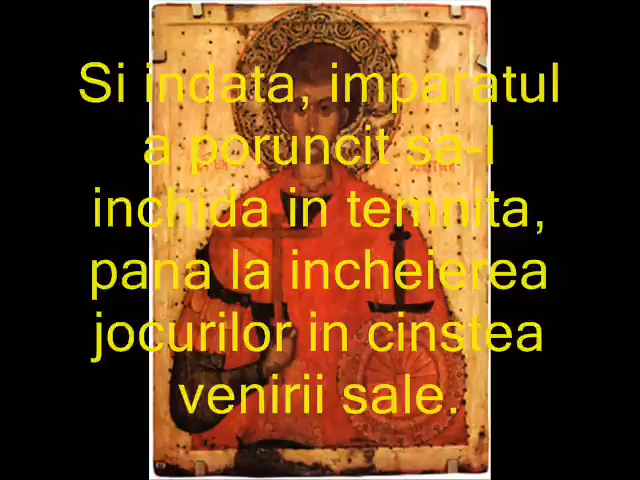 Si indata, imparatul
a poruncit sa-l
inchida in temnita,
pana la incheierea
jocurilor in cinstea
venirii sale.